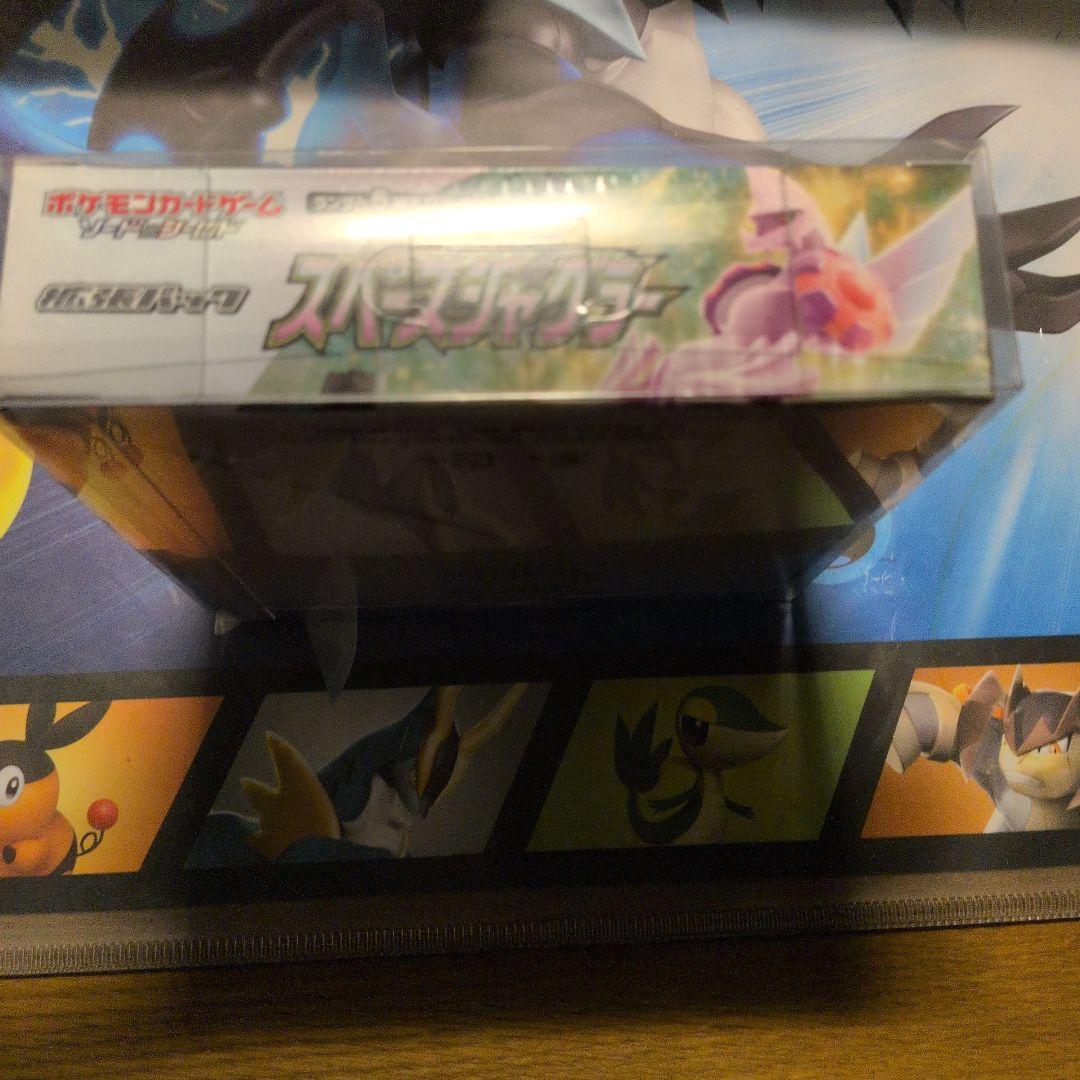 ポケモンカードゲーム
ソード&シールド
拡張パック
スペースジャグラー